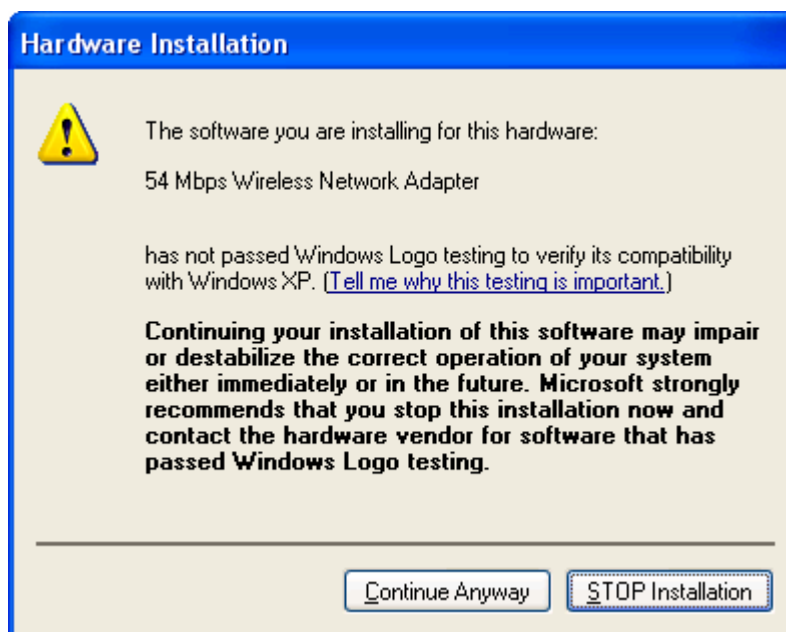 Hardware Installation
The software you are installing for this hardware:
54 Mbps Wireless Network Adapter
has not passed Windows Logo testing to verify its compatibility
with Windows XP. (Tell me why this testing is important.)
Continuing your installation of this software may impair
or destabilize the correct operation of your system
either immediately or in the future. Microsoft strongly
recommends that you stop this installation now and
contact the hardware vendor for software that has
passed Windows Logo testing.
Continue Anyway
STOP Installation